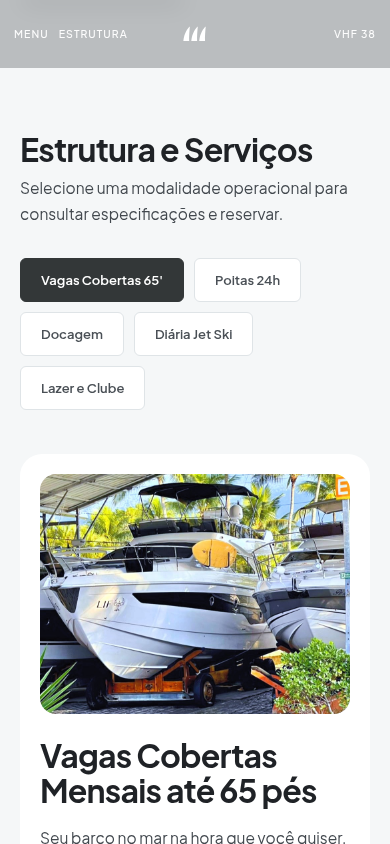 MENU ESTRUTURA VHF 38
Estrutura e Serviços
Selecione uma modalidade operacional para
consultar especificações e reservar.
Vagas Cobertas 65' Poitas 24h
Docagem Diária Jet Ski
Lazer e Clube
E
Vagas Cobertas
Mensais até 65 pés
Seu barco no mar na hora que você quiser.